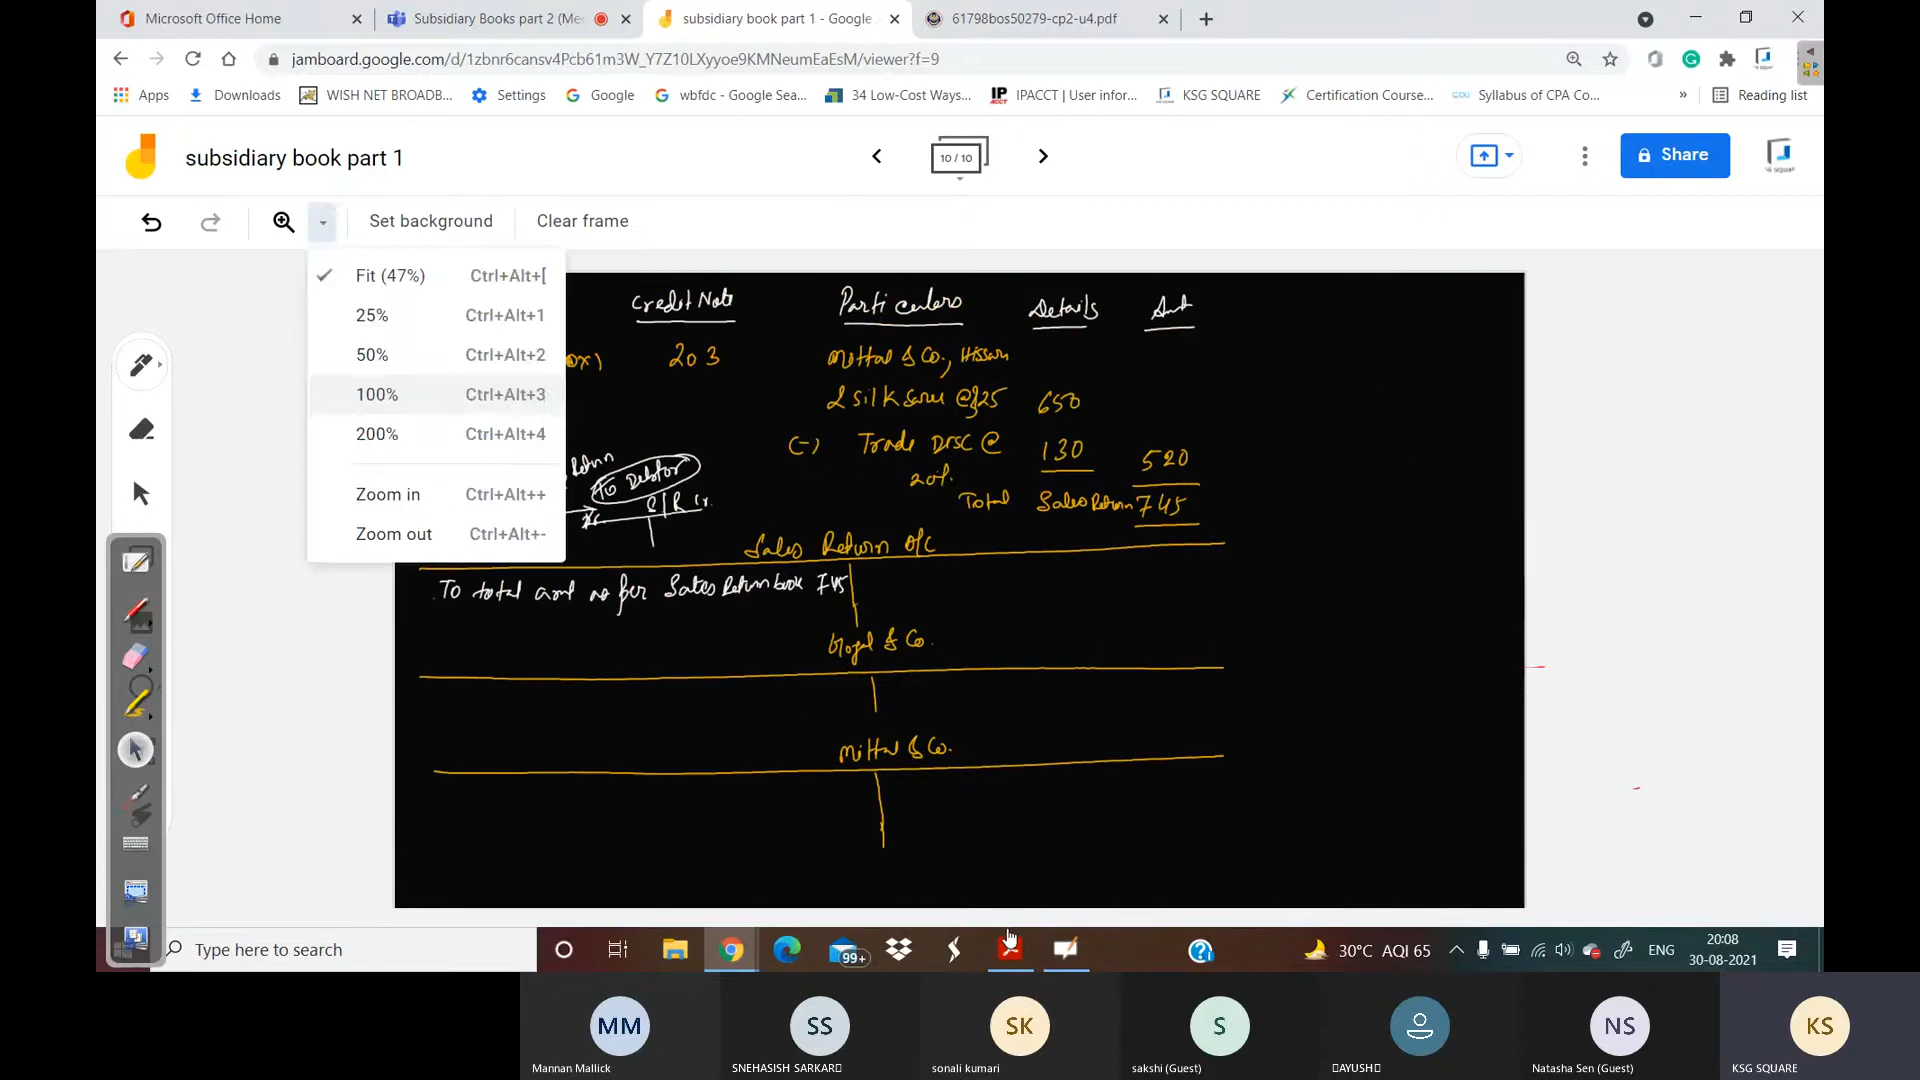 Microsoft Office Home
Subsidiary Books part 2 (Mee
subsidiary book part 1 - Google
61798bos50279-cp2-u4.pdf
jamboard.google.com/d/1zbnr6cansv4Pcb61m3W_Y7Z10LXyyoe9KMNeumEaEsM/viewer?f=9
Apps
Downloads
WISH NET BROADB...
Settings
Google
wbfdc - Google Sea...
34 Low-Cost Ways...
IPACCT | User infor...
KSG SQUARE
Certification Course...
Syllabus of CPA Co...
»
Reading list
subsidiary book part 1
10 / 10
Share
Set background
Clear frame
Fit (47%) Ctrl+Alt+[
25% Ctrl+Alt+1
50% Ctrl+Alt+2
100% Ctrl+Alt+3
200% Ctrl+Alt+4
Zoom in Ctrl+Alt++
Zoom out Ctrl+Alt+-
Credit Note Particulars Details Amt
203 Mittal & Co., Hissar
2 silk saree @325 650
(-) Trade Disc @ 130 520
20%.
Total Sales Return 745
Return
To Debtor
S/R Cr.
Sales Return A/C
To total amt as per Sales Return book 745
Goyal & Co.
Mittal & Co.
Type here to search
99+
30°C AQI 65
ENG
20:08
30-08-2021
MM
SS
SK
S
NS
KS
Mannan Mallick
SNEHASISH SARKAR
sonali kumari
sakshi (Guest)
AYUSH
Natasha Sen (Guest)
KSG SQUARE